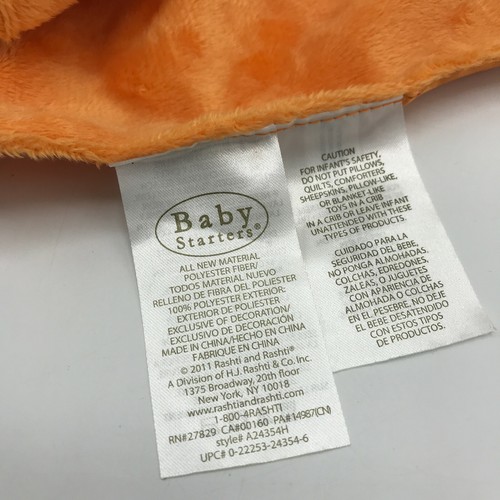 Baby
Starters®
ALL NEW MATERIAL
POLYESTER FIBER/
TODOS MATERIAL NUEVO
RELLENO DE FIBRA DEL POLIESTER
100% POLYESTER EXTERIOR:
EXTERIOR DE POLIESTER
EXCLUSIVE OF DECORATION/
EXCLUSIVO DE DECORACIÓN
MADE IN CHINA/HECHO EN CHINA
FABRIQUE EN CHINA
© 2011 Rashti and Rashti®
A Division of H.J. Rashti & Co. Inc.
1375 Broadway, 20th floor
New York, NY 10018
www.rashtiandrashti.com
1-800-4RASHTI
RN#27829 CA#00160 PA#14987(CN)
style# A24354H
UPC# 0-22253-24354-6
CAUTION
FOR INFANT'S SAFETY,
DO NOT PUT PILLOWS,
QUILTS, COMFORTERS
SHEEPSKINS, PILLOW-LIKE,
OR BLANKET-LIKE
TOYS IN A CRIB
IN A CRIB OR LEAVE INFANT
UNATTENDED WITH THESE
TYPES OF PRODUCTS.
CUIDADO PARA LA
SEGURIDAD DEL BEBE,
NO PONGA ALMOHADAS,
COLCHAS, EDREDONES,
ZALEAS, O JUGUETES
CON APARIENCIA DE
ALMOHADA O COLCHAS
EN EL PESEBRE. NO DEJE
EL BEBE DESATENDIDO
CON ESTOS TIPOS
DE PRODUCTOS.